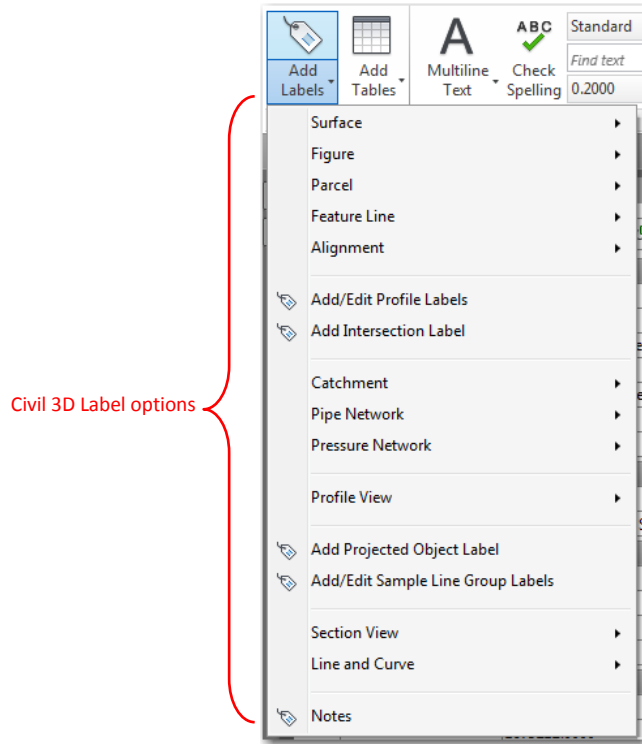 ABC
Standard
Find text
0.2000
Add Labels
Add Tables
A
Multiline Text
Check Spelling
Surface
Figure
Parcel
Feature Line
Alignment
Add/Edit Profile Labels
Add Intersection Label
Catchment
Pipe Network
Pressure Network
Profile View
Add Projected Object Label
Add/Edit Sample Line Group Labels
Section View
Line and Curve
Notes
Civil 3D Label options